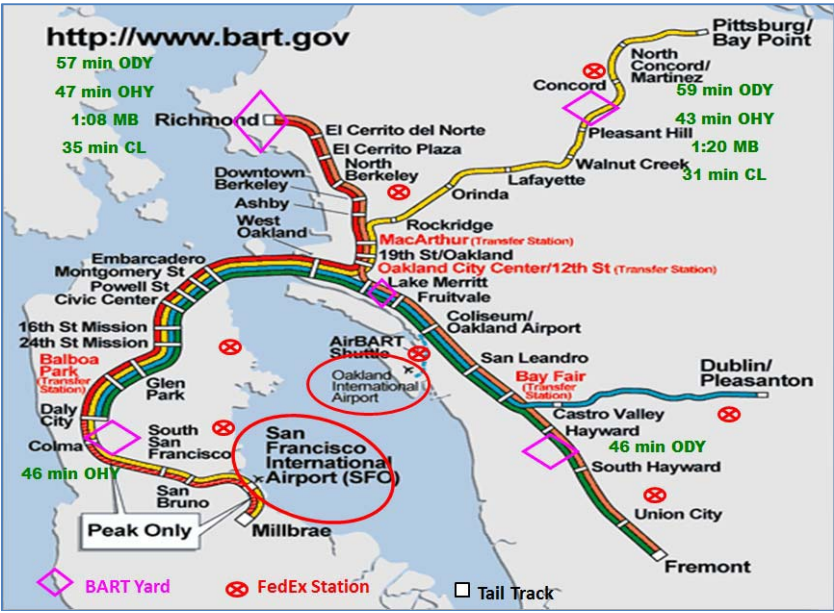 http://www.bart.gov
57 min ODY
47 min OHY
1:08 MB
35 min CL
Pittsburg/
Bay Point
North
Concord/
Martinez
Concord
59 min ODY
43 min OHY
1:20 MB
31 min CL
Richmond
El Cerrito del Norte
El Cerrito Plaza
North
Berkeley
Pleasant Hill
Walnut Creek
Lafayette
Orinda
Downtown
Berkeley
Ashby
West
Oakland
Rockridge
MacArthur (Transfer Station)
19th St/Oakland
Oakland City Center/12th St (Transfer Station)
Embarcadero
Montgomery St
Powell St
Civic Center
16th St Mission
24th St Mission
Lake Merritt
Fruitvale
Coliseum/
Oakland Airport
AirBART
Shuttle
Oakland
International
Airport
San Leandro
Bay Fair
(Transfer
Station)
Dublin/
Pleasanton
Castro Valley
Hayward
46 min ODY
South Hayward
Union City
Fremont
Balboa
Park
(Transfer
Station)
Glen
Park
Daly
City
Colma
South
San
Francisco
46 min OHY
San
Bruno
San
Francisco
International
Airport (SFO)
Peak Only
Millbrae
BART Yard
FedEx Station
Tail Track